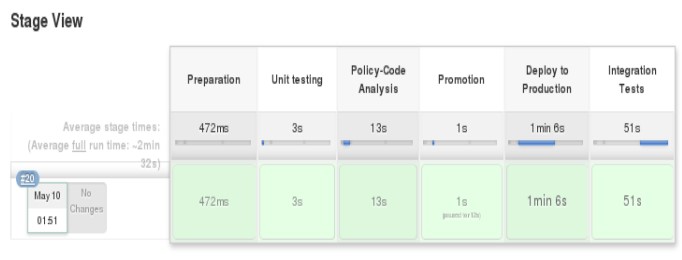 Stage View
Preparation
Unit testing
Policy-Code
Analysis
Promotion
Deploy to
Production
Integration
Tests
Average stage times:
(Average full run time: ~2min
32s)
472ms
3s
13s
1s
1min 6s
51s
#20
May 10
01:51
No
Changes
472ms
3s
13s
1s
1min 6s
51s